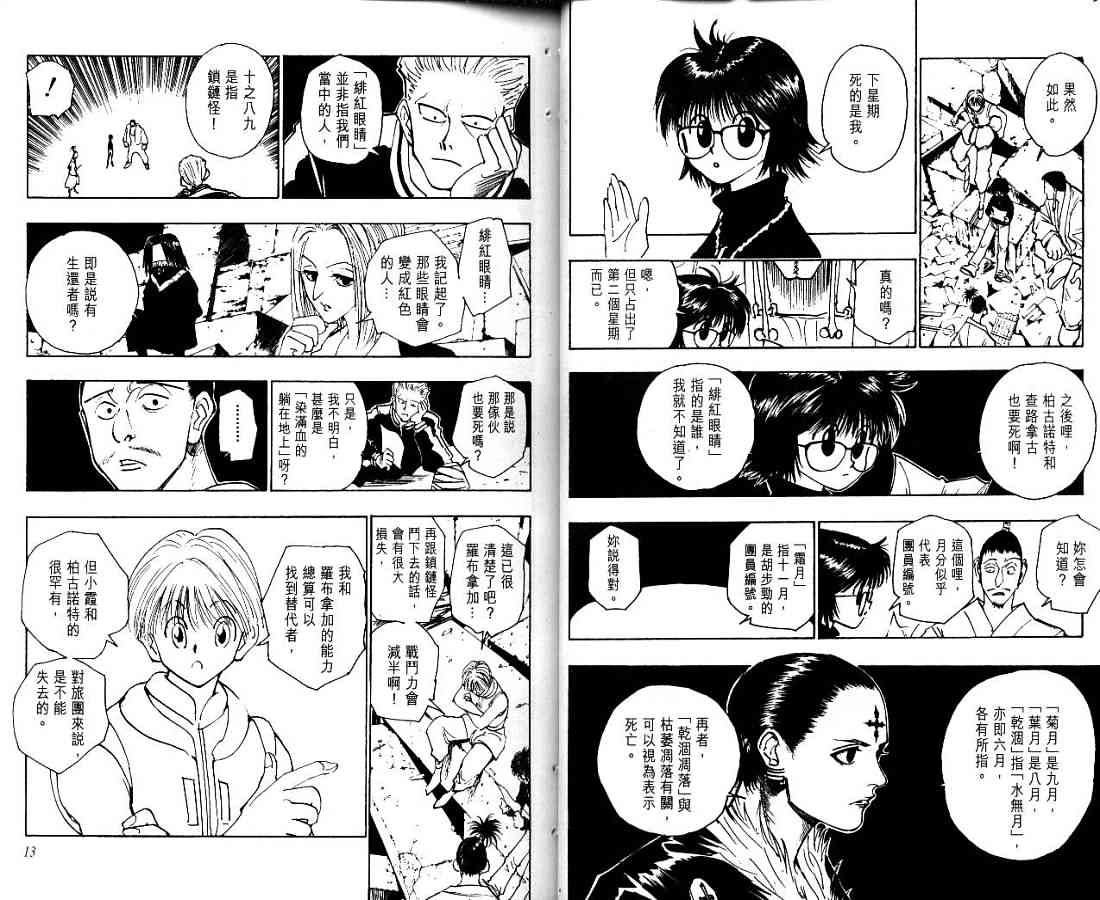 果然
如此。
下星期
死的是我。
真的嗎？
嗯，
但只占出了
第二個星期
而已。
之後哩，
柏古諾特和
查路拿古
也要死啊！
「緋紅眼睛」
指的是誰，
我就不知道了。
妳怎會
知道？
這個哩，
月分似乎
代表
團員編號。
「霜月」
指十一月，
是胡步勁的
團員編號。
妳說得對。
「菊月」是九月，
「葉月」是八月，
「乾涸」指「水無月」，
亦即六月，
各有所指。
再者，
「乾涸凋落」與
枯萎凋落有關，
可以視為表示
死亡。
「緋紅眼睛」
並非指我們
當中的人，
十之八九
是指
鎖鏈怪！
！
緋紅眼睛…
我記起了。
那些眼睛會
變成紅色
的人…
即是說有
生還者嗎？
那是說
那傢伙
也要死嗎？
只是，
我不明白，
甚麼是
「染滿血的
躺在地上」呀？
………
這已很
清楚了吧？
羅布拿加…
再跟鎖鏈怪
鬥下去的話，
會有很大
損失，
戰鬥力會
減半啊！
我和
羅布拿加的能力
總算可以
找到替代者，
但小霞和
柏古諾特的
很罕有，
對旅團來說，
是不能
失去的。
13